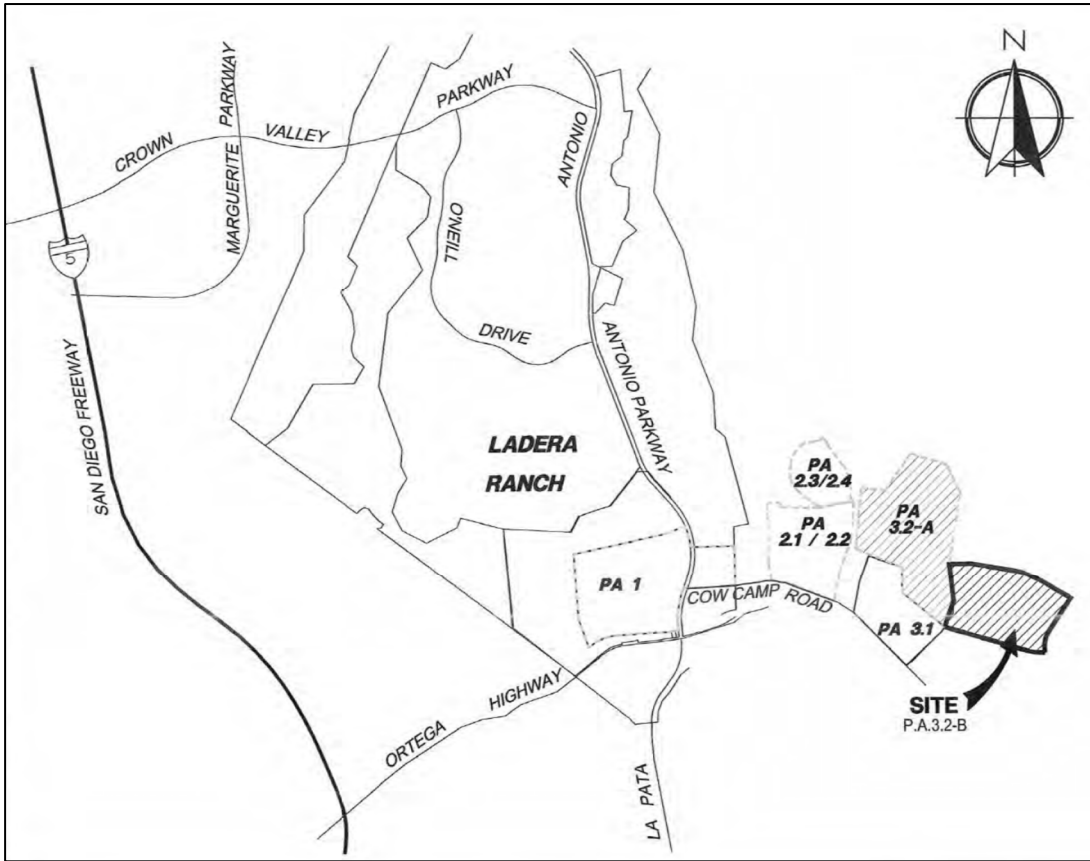 N
PARKWAY
MARGUERITE PARKWAY
CROWN
VALLEY
ANTONIO
O'NEILL
5
DRIVE
ANTONIO PARKWAY
SAN DIEGO FREEWAY
LADERA
RANCH
PA
2.3/2.4
PA
3.2-A
PA
2.1 / 2.2
PA 1
COW CAMP ROAD
PA 3.1
SITE
P.A.3.2-B
ORTEGA
HIGHWAY
LA PATA